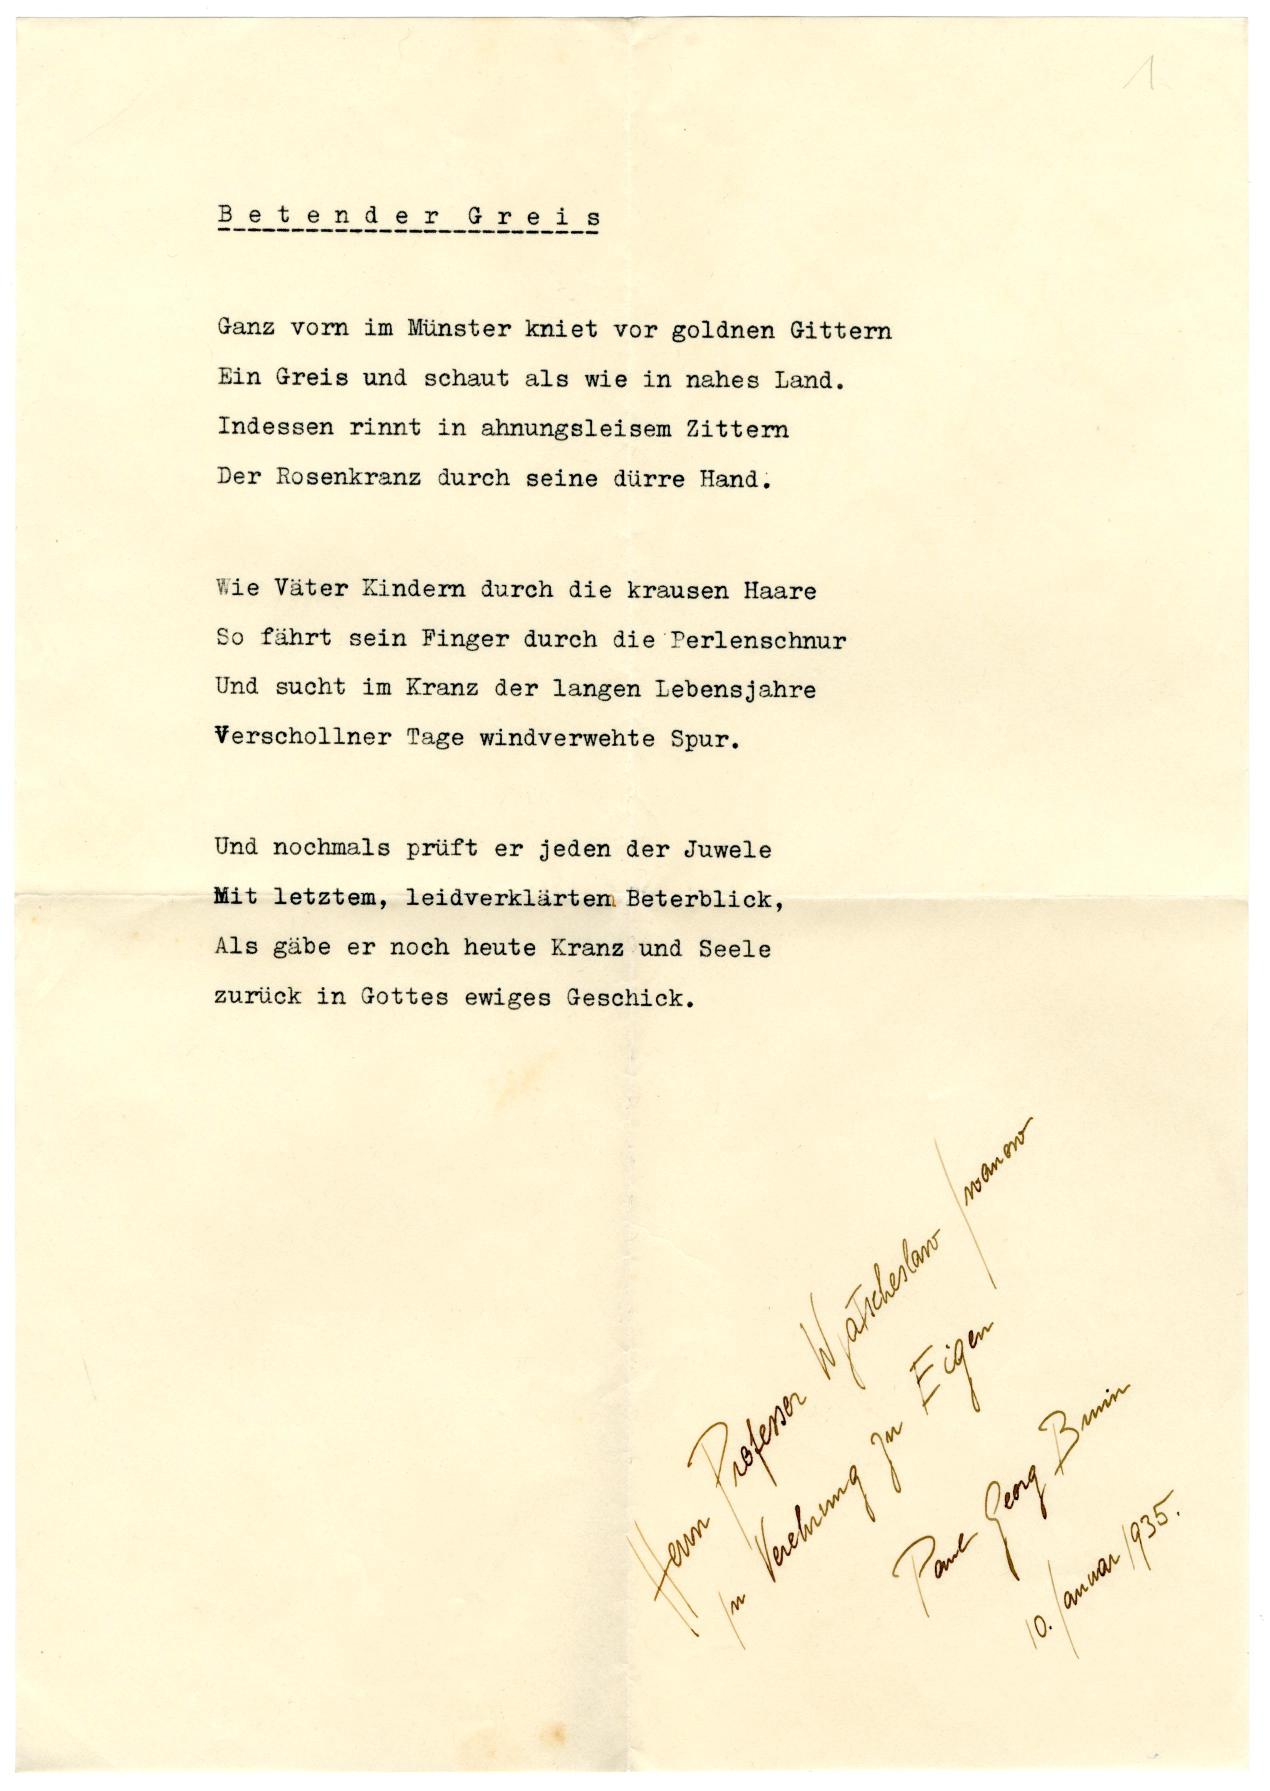 1
Betender Greis
Ganz vorn im Münster kniet vor goldnen Gittern
Ein Greis und schaut als wie in nahes Land.
Indessen rinnt in ahnungsleisem Zittern
Der Rosenkranz durch seine dürre Hand.
Wie Väter Kindern durch die krausen Haare
So fährt sein Finger durch die Perlenschnur
Und sucht im Kranz der langen Lebensjahre
Verschollner Tage windverwehte Spur.
Und nochmals prüft er jeden der Juwele
Mit letztem, leidverklärtem Beterblick,
Als gäbe er noch heute Kranz und Seele
zurück in Gottes ewiges Geschick.
Herrn Professor Wjatscheslaw Iwanow
in Verehrung zu Eigen
Paul Georg
10. Januar 1935.